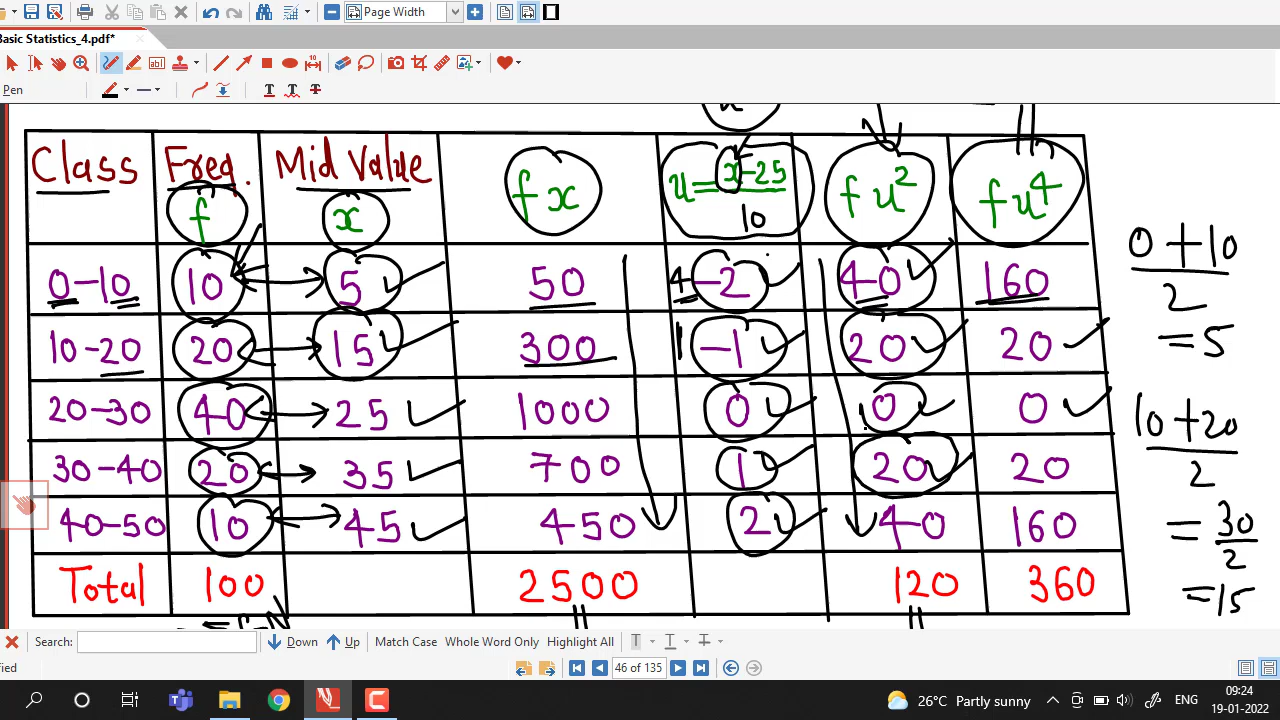 Page Width
Basic Statistics_4.pdf*
Pen
Class Freq. f Mid Value x fx u = x-25 / 10 fu² fu⁴
0-10 10 5 50 4 -2 40 160
10-20 20 15 300 1 -1 20 20
20-30 40 25 1000 0 0 0
30-40 20 35 700 1 20 20
40-50 10 45 450 2 40 160
Total 100 2500 120 360
0+10
2
=5
10+20
2
= 30
2
=15
Search: Down Up Match Case Whole Word Only Highlight All T T T
fied 46 of 135
26°C Partly sunny ENG 09:24
19-01-2022